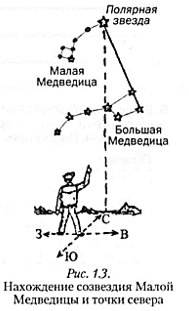 Полярная
звезда
Малая
Медведица
Большая
Медведица
С
З
В
Ю
Рис. 1.3.
Нахождение созвездия Малой
Медведицы и точки севера